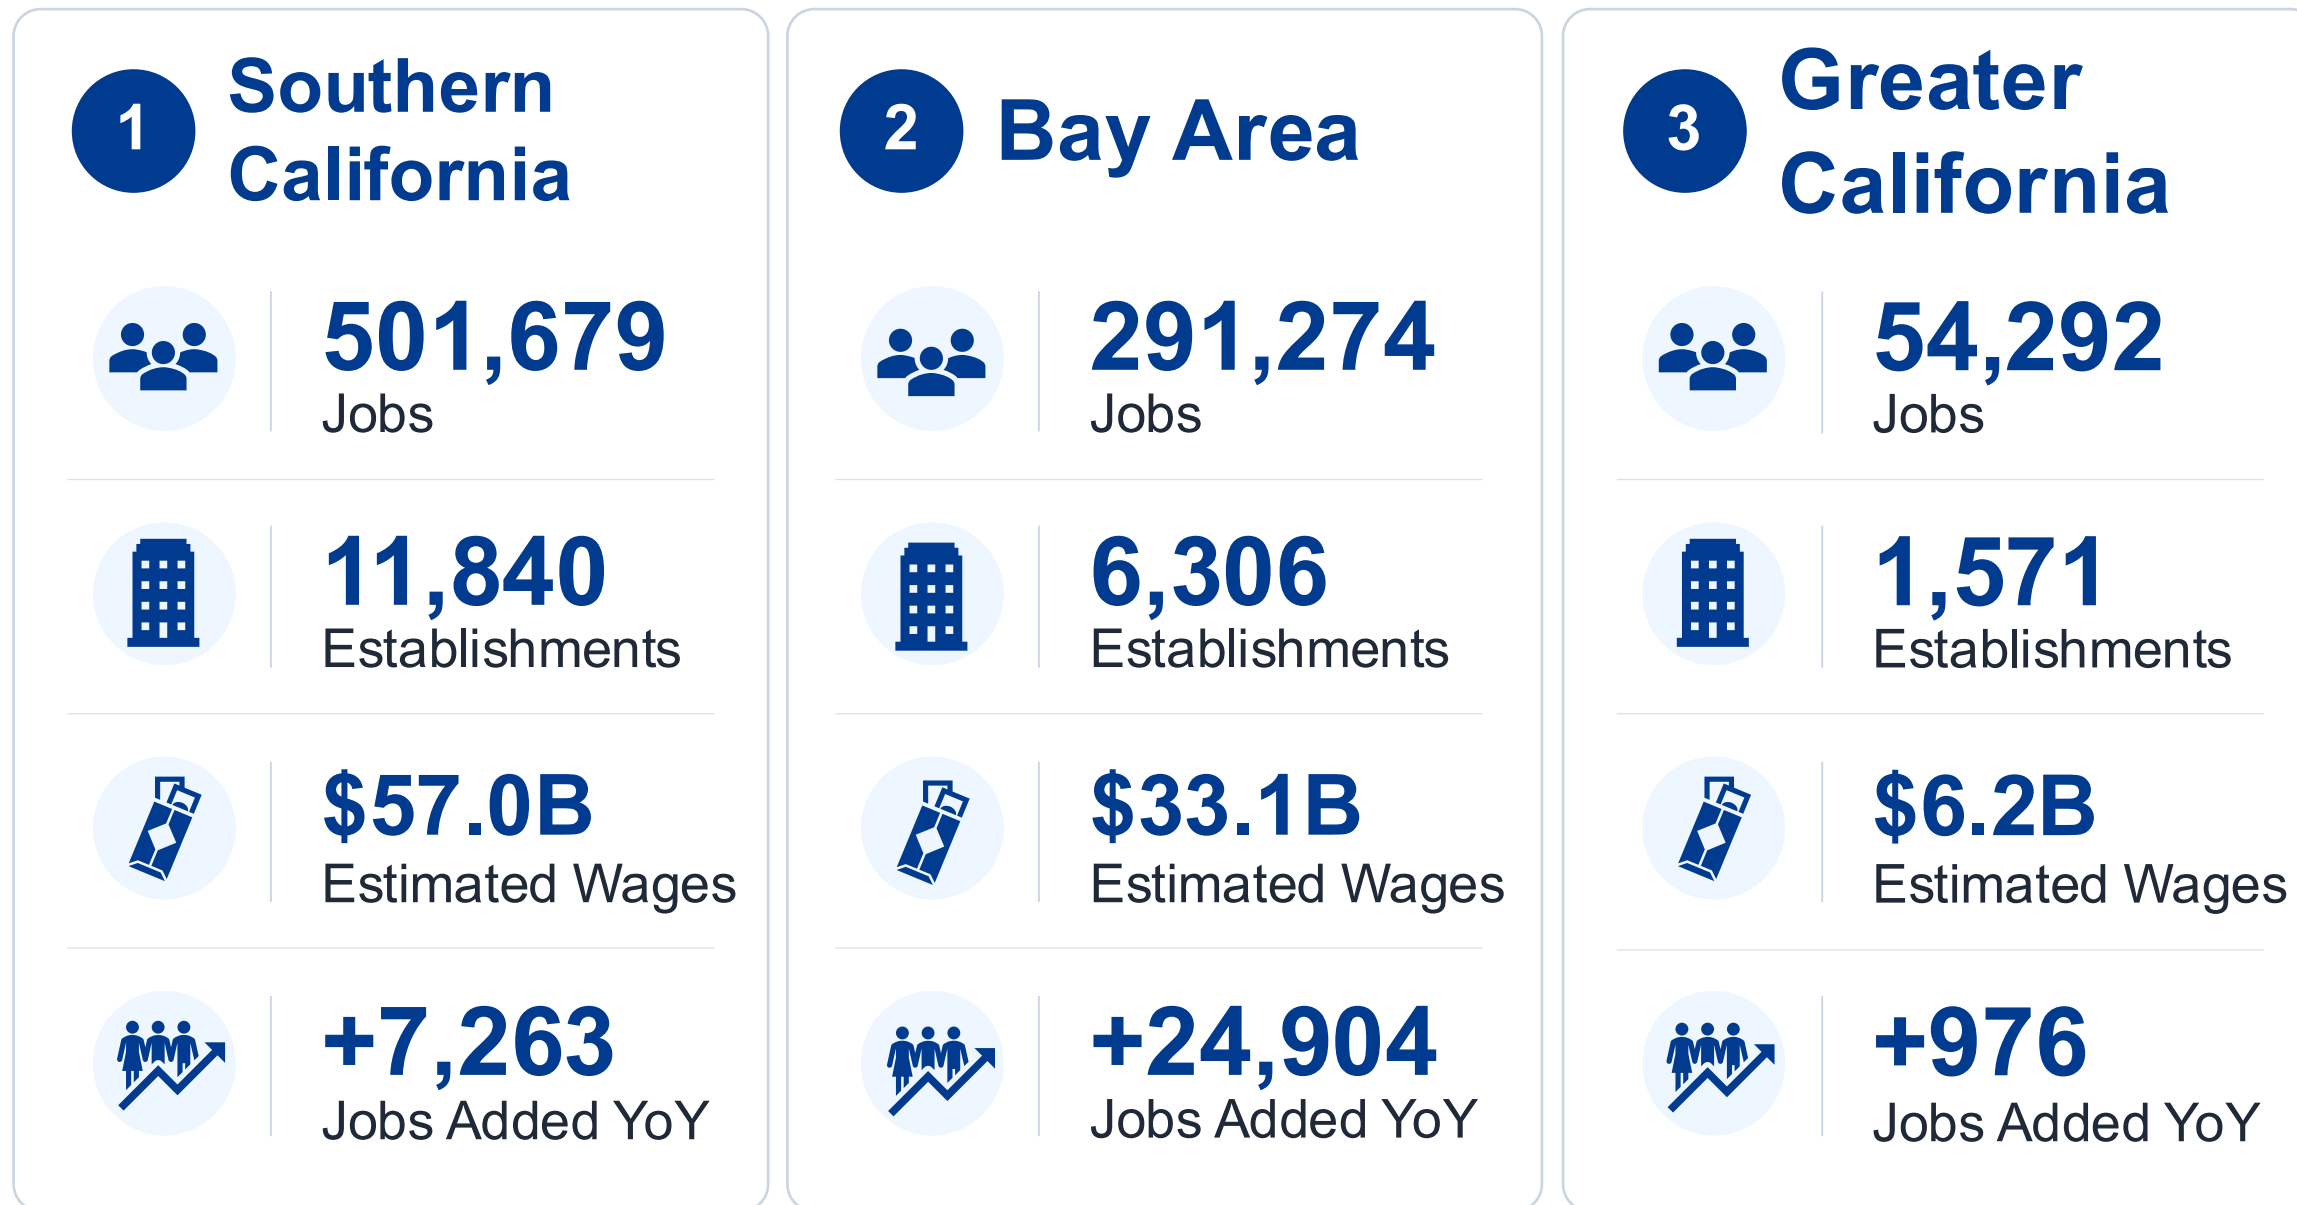 1
Southern
California
501,679
Jobs
11,840
Establishments
$57.0B
Estimated Wages
+7,263
Jobs Added YoY
2
Bay Area
291,274
Jobs
6,306
Establishments
$33.1B
Estimated Wages
+24,904
Jobs Added YoY
3
Greater
California
54,292
Jobs
1,571
Establishments
$6.2B
Estimated Wages
+976
Jobs Added YoY